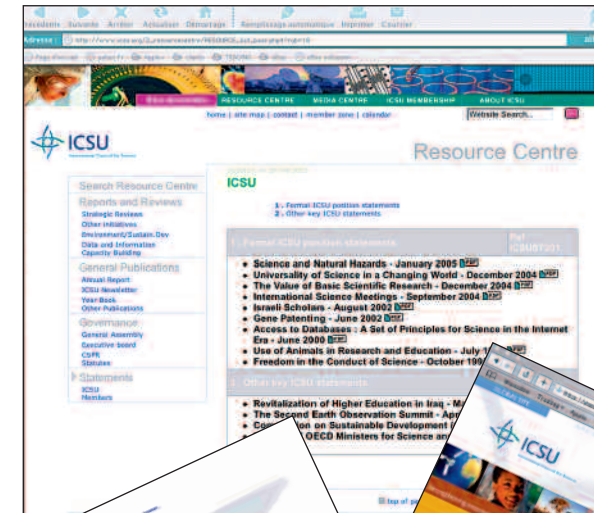 Suivante Arrêter Actualiser Démarrage Remplissage automatique Imprimer Courrier
Adresse :
RESOURCE CENTRE MEDIA CENTRE ICSU MEMBERSHIP ABOUT ICSU
home | site map | contact | member zone | calendar
Website Search...
ICSU
International Council for Science
Resource Centre
Search Resource Centre
Reports and Reviews
Strategic Reviews
Other Initiatives
Environment/Sustain.Dev
Data and Information
Capacity Building
General Publications
Annual Report
ICSU Newsletter
Year Book
Other Publications
Governance
General Assembly
Executive board
CSPR
Statutes
Statements
ICSU
Members
ICSU
1. Formal ICSU position statements
2. Other key ICSU statements
1. Formal ICSU position statements
Ref
• Science and Natural Hazards - January 2005 PDF
• Universality of Science in a Changing World - December 2004 PDF
• The Value of Basic Scientific Research - December 2004 PDF
• International Science Meetings - September 2004 PDF
• Israeli Scholars - August 2002 PDF
• Gene Patenting - June 2002 PDF
• Access to Databases : A Set of Principles for Science in the Internet
Era - June 2000 PDF
• Use of Animals in Research and Education - July
• Freedom in the Conduct of Science - October
2. Other key ICSU statements
• Revitalization of Higher Education in Iraq -
• The Second Earth Observation Summit -
on Sustainable Development
OECD Ministers for Science
top of
ICSU